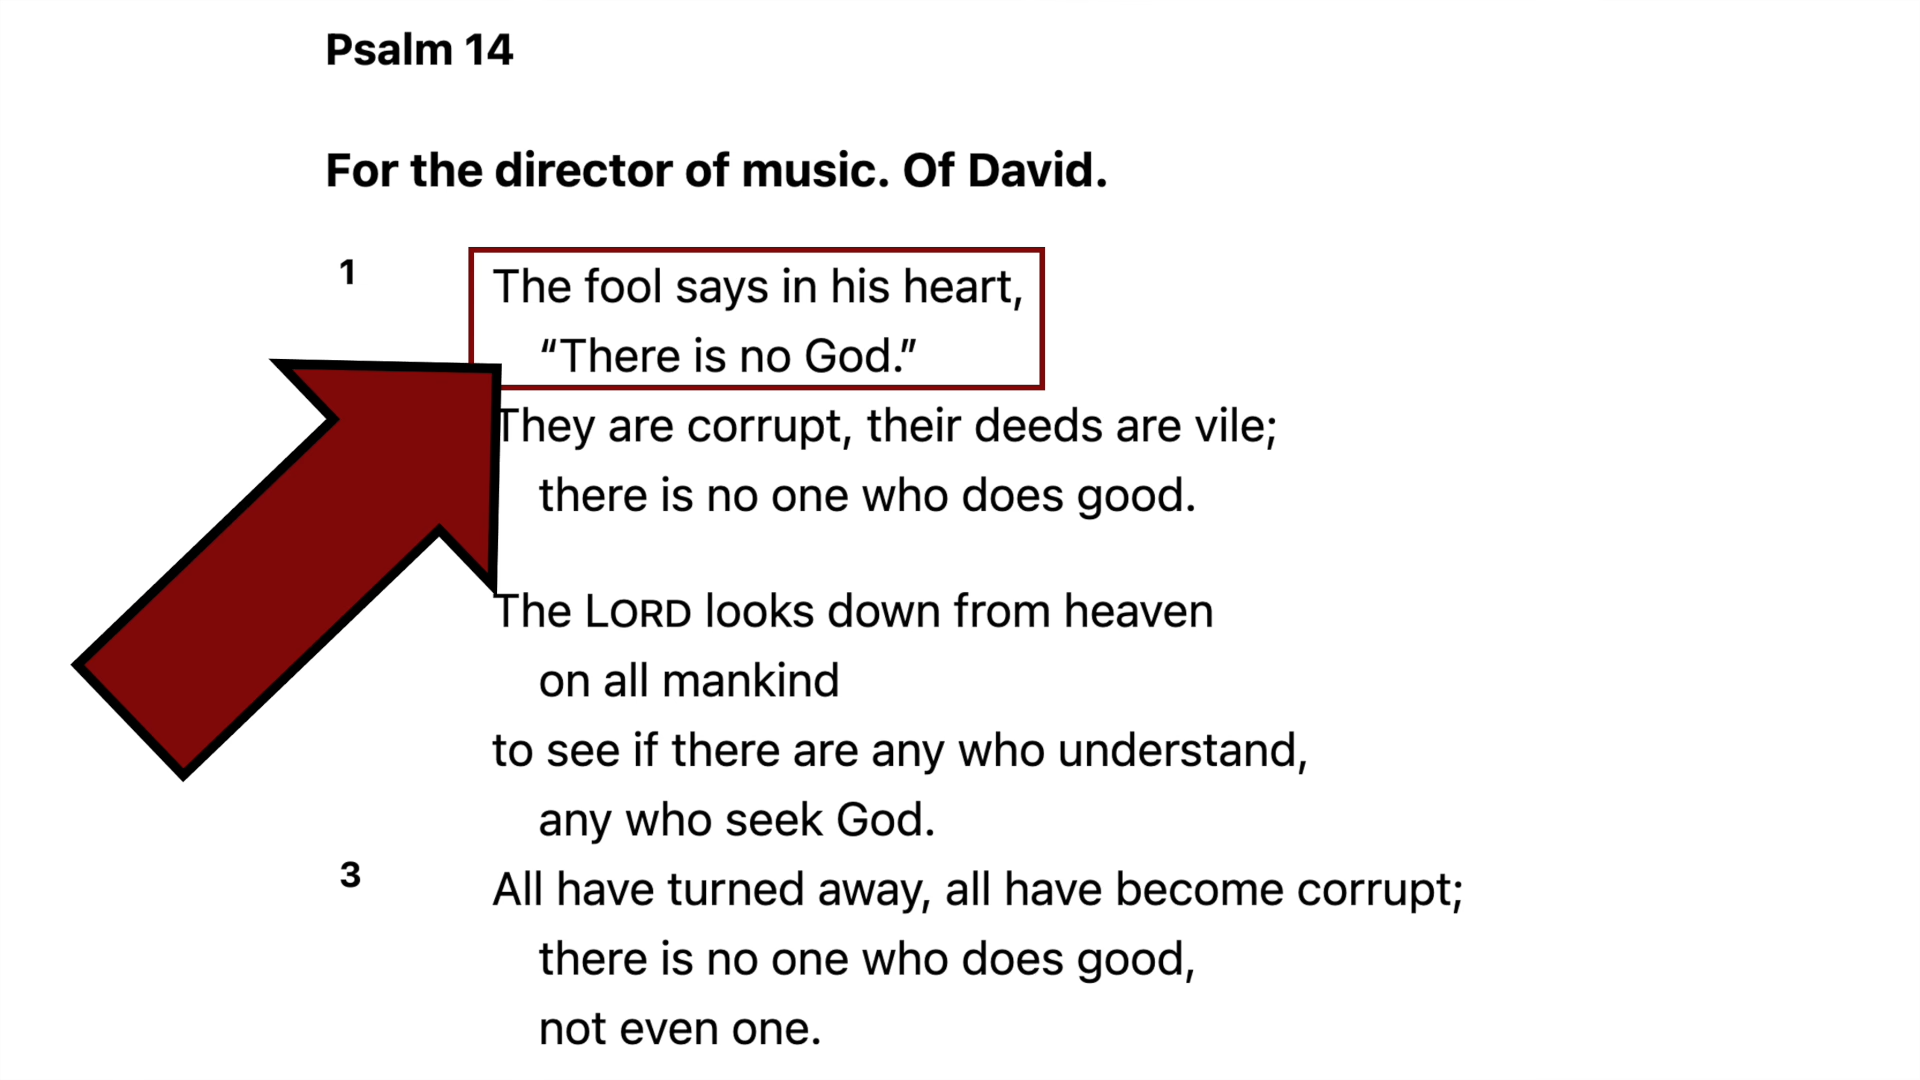 Psalm 14
For the director of music. Of David.
1 The fool says in his heart,
“There is no God.”
They are corrupt, their deeds are vile;
there is no one who does good.
The LORD looks down from heaven
on all mankind
to see if there are any who understand,
any who seek God.
3 All have turned away, all have become corrupt;
there is no one who does good,
not even one.